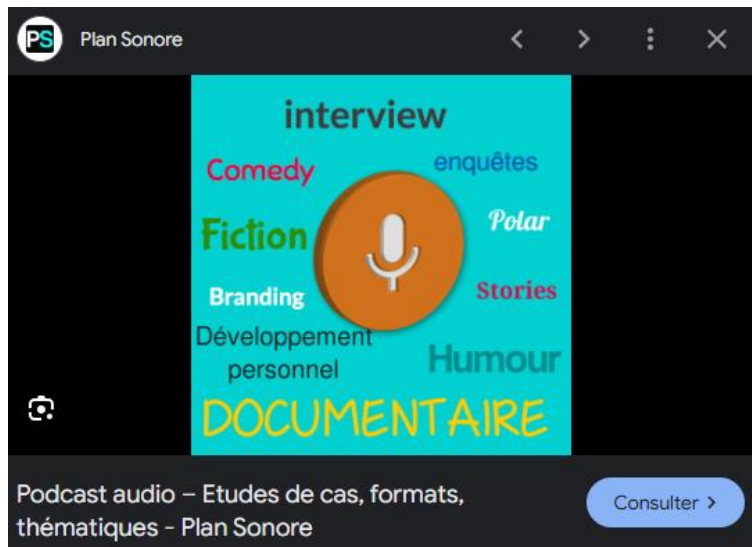 PS Plan Sonore
interview
Comedy
enquêtes
Fiction
Polar
Branding
Stories
Développement
personnel
Humour
DOCUMENTAIRE
Podcast audio – Etudes de cas, formats,
thématiques - Plan Sonore
Consulter >